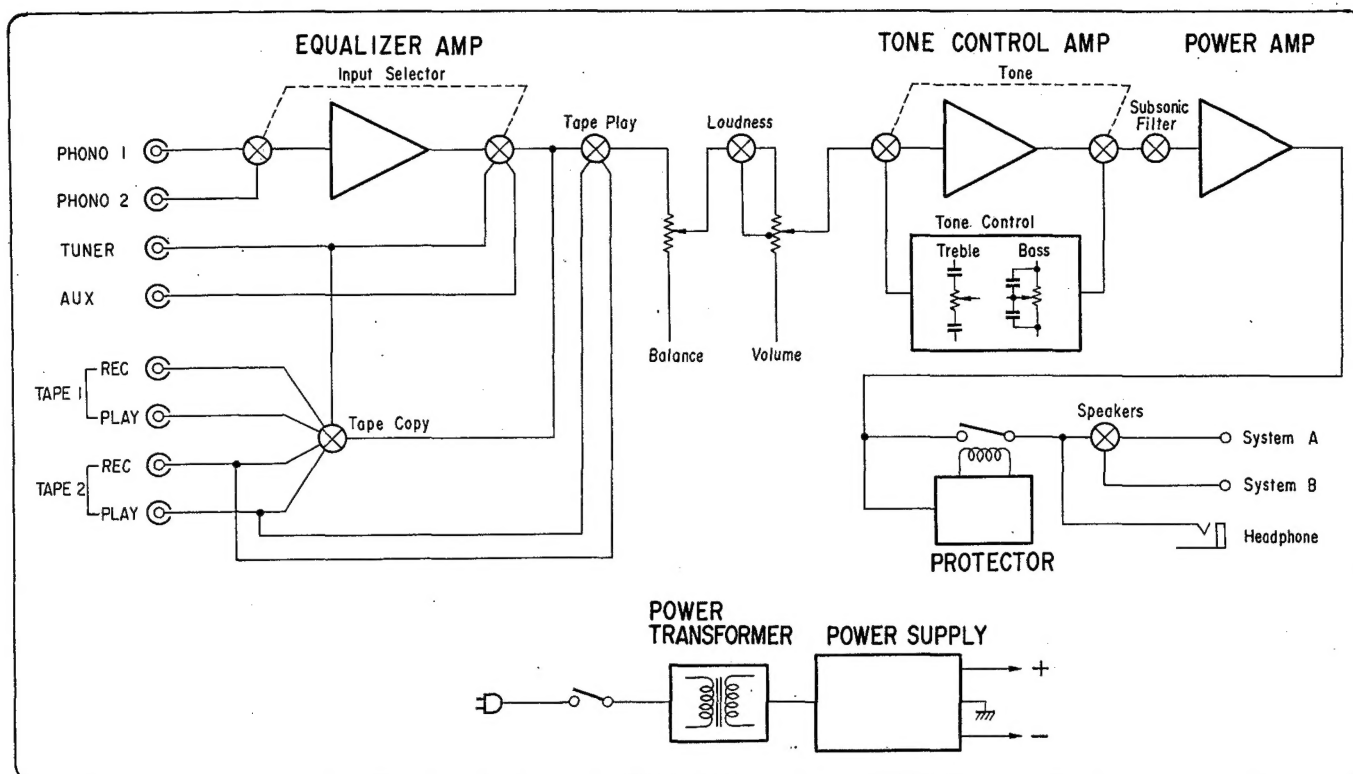 EQUALIZER AMP
TONE CONTROL AMP
POWER AMP
Input Selector
Tone
Tape Play
Loudness
Subsonic
Filter
PHONO 1
PHONO 2
TUNER
AUX
Tone Control
Treble
Bass
Balance
Volume
TAPE 1
REC
PLAY
Tape Copy
TAPE 2
REC
PLAY
Speakers
System A
System B
Headphone
PROTECTOR
POWER
TRANSFORMER
POWER SUPPLY
+
−